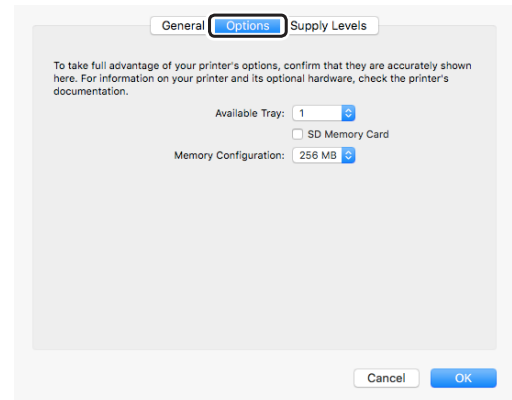 General Options Supply Levels
To take full advantage of your printer's options, confirm that they are accurately shown
here. For information on your printer and its optional hardware, check the printer's
documentation.
Available Tray: 1
SD Memory Card
Memory Configuration: 256 MB
Cancel OK